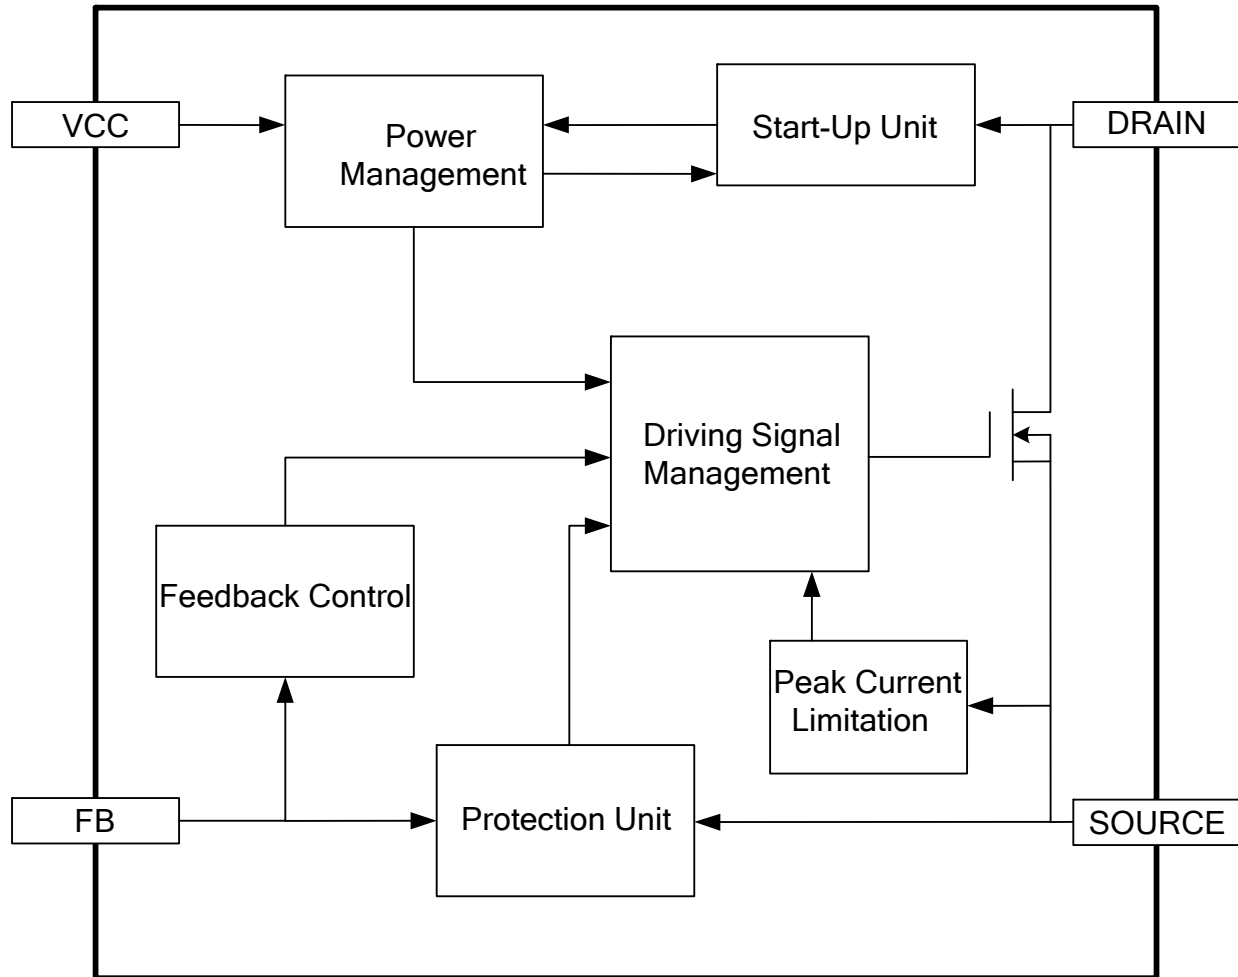 VCC
Power
Management
Start-Up Unit
DRAIN
Driving Signal
Management
Feedback Control
Peak Current
Limitation
FB
Protection Unit
SOURCE